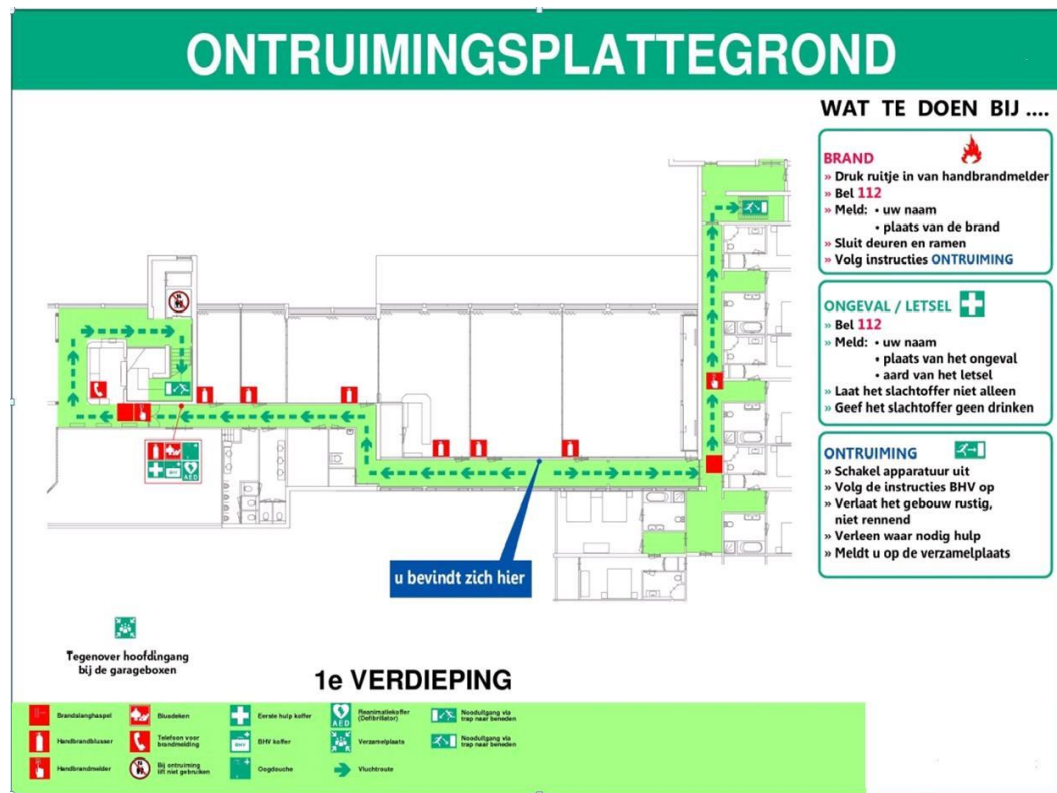 ONTRUIMINGSPLATTEGROND
WAT TE DOEN BIJ ....
BRAND
» Druk ruitje in van handbrandmelder
» Bel 112
» Meld: • uw naam
• plaats van de brand
» Sluit deuren en ramen
» Volg instructies ONTRUIMING
ONGEVAL / LETSEL
» Bel 112
» Meld: • uw naam
• plaats van het ongeval
• aard van het letsel
» Laat het slachtoffer niet alleen
» Geef het slachtoffer geen drinken
ONTRUIMING
» Schakel apparatuur uit
» Volg de instructies BHV op
» Verlaat het gebouw rustig,
niet rennend
» Verleen waar nodig hulp
» Meldt u op de verzamelplaats
BHV
AED
u bevindt zich hier
Tegenover hoofdingang
bij de garageboxen
1e VERDIEPING
Brandslanghaspel
Handbrandblusser
Handbrandmelder
Blusdeken
Telefoon voor
brandmelding
Bij ontruiming
lift niet gebruiken
Eerste hulp koffer
BHV
BHV koffer
Oogdouche
AED
Reanimatiekoffer
(Defibrillator)
Verzamelplaats
Vluchtroute
Nooduitgang via
trap naar beneden
Nooduitgang via
trap naar beneden